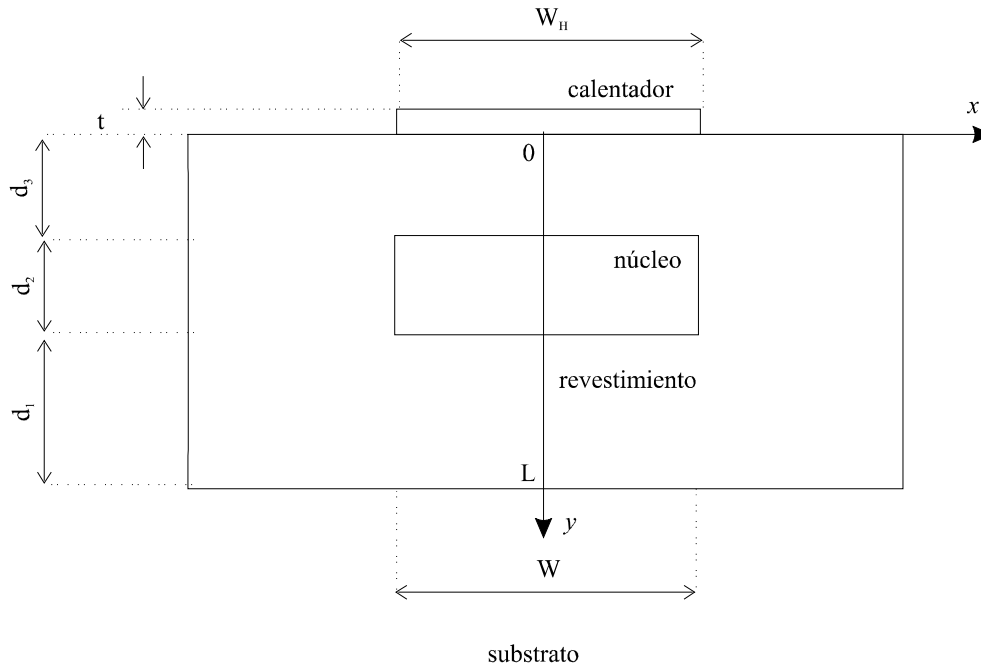 W_H
calentador
x
t
0
d_3
núcleo
d_2
revestimiento
d_1
L
y
W
substrato